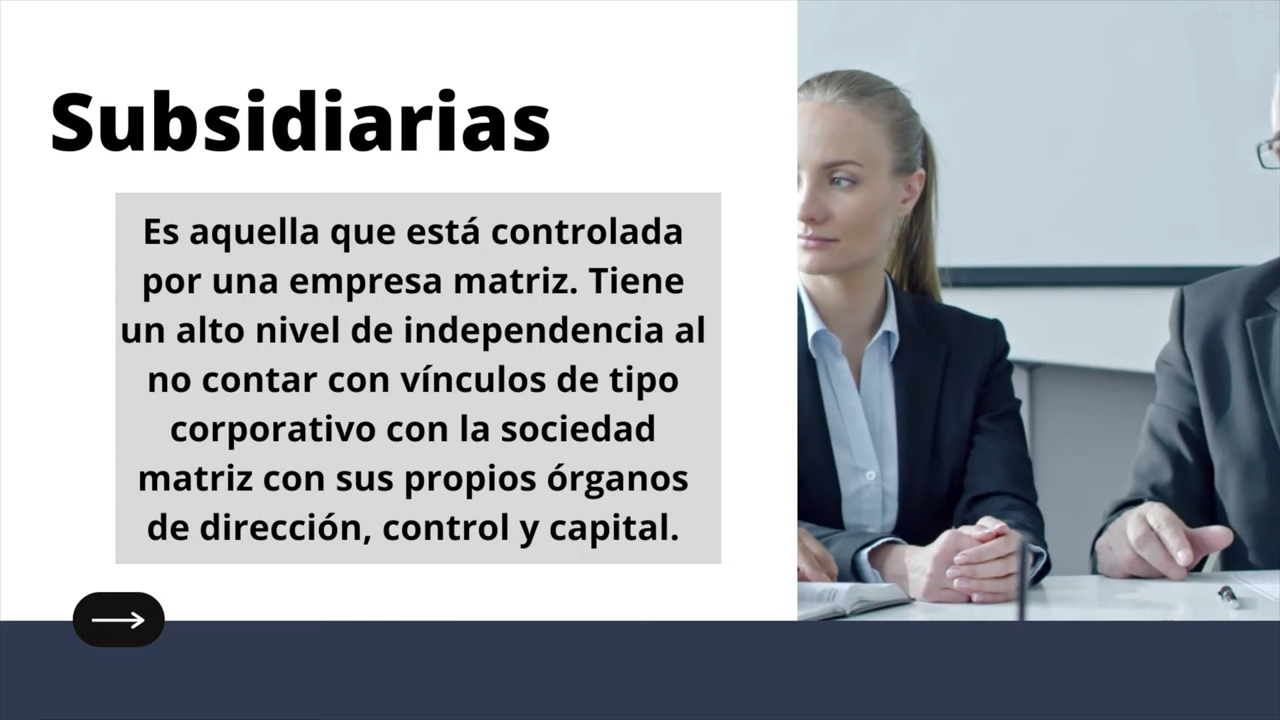 Subsidiarias
Es aquella que está controlada
por una empresa matriz. Tiene
un alto nivel de independencia al
no contar con vínculos de tipo
corporativo con la sociedad
matriz con sus propios órganos
de dirección, control y capital.